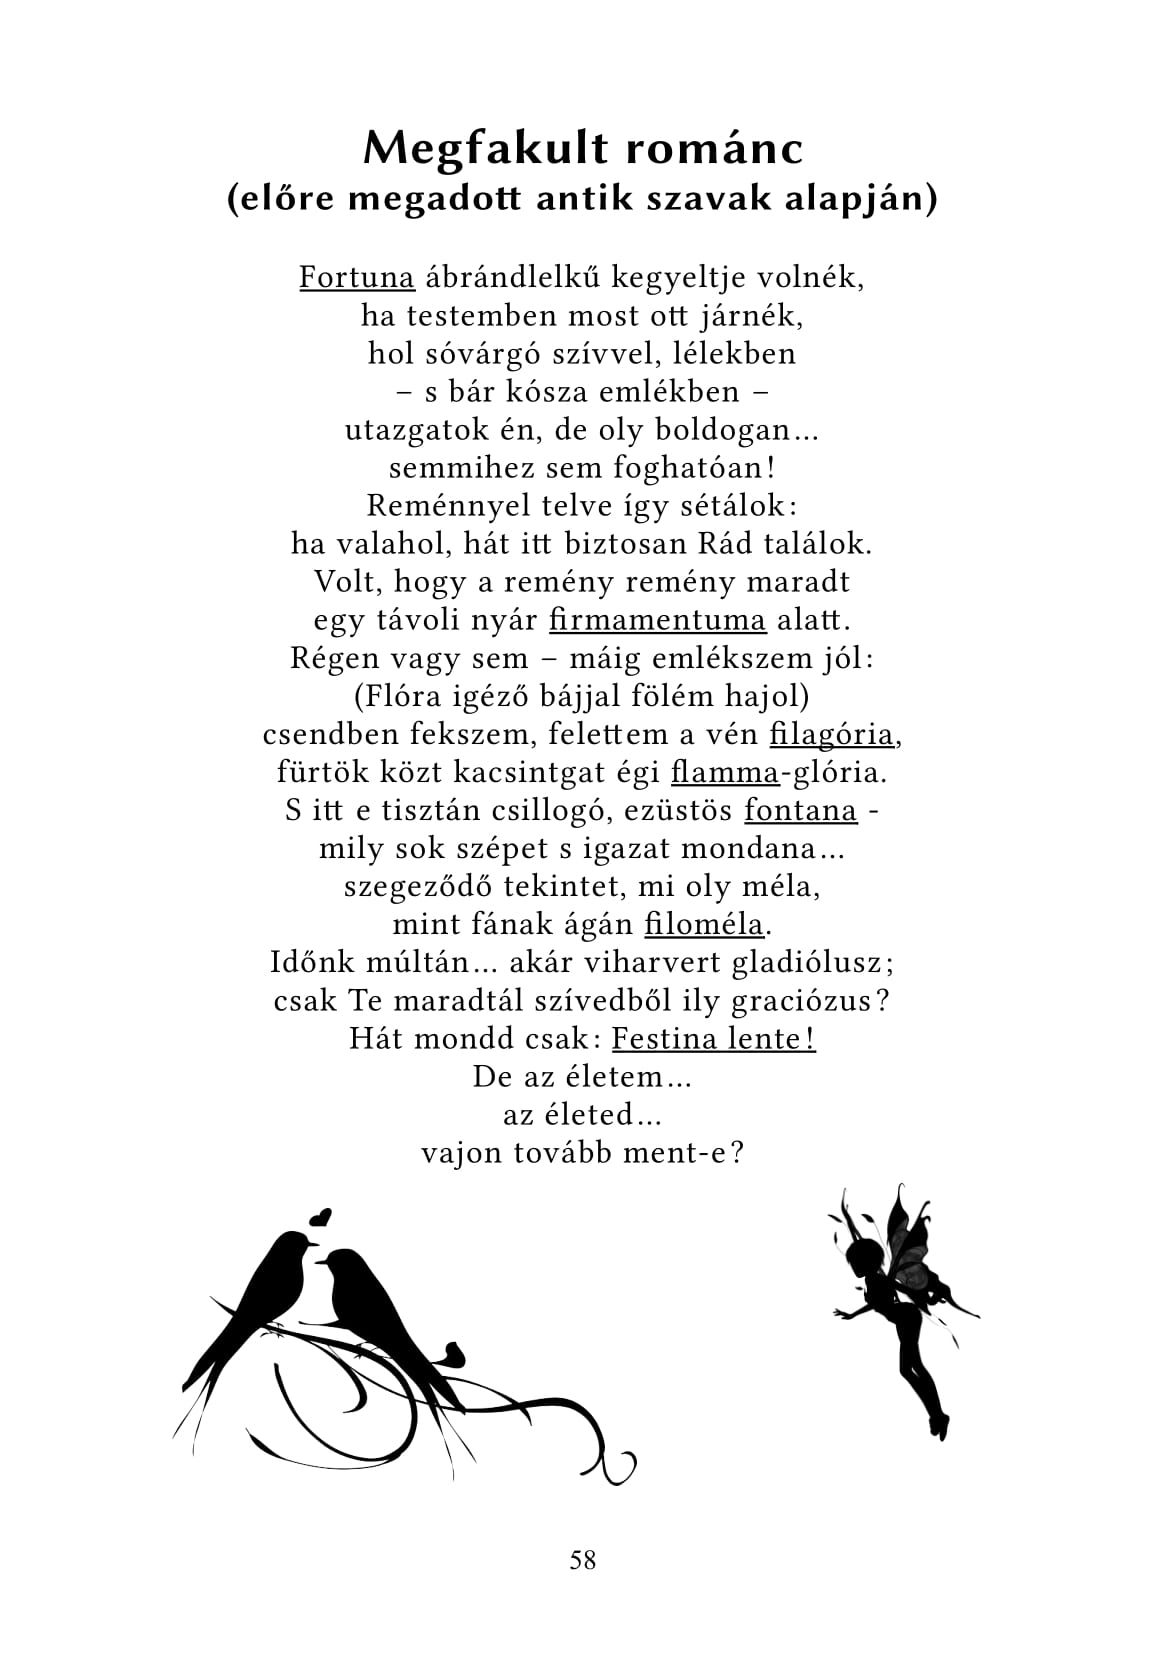 Megfakult románc
(előre megadott antik szavak alapján)
Fortuna ábrándlelkű kegyeltje volnék,
ha testemben most ott járnék,
hol sóvárgó szívvel, lélekben
– s bár kósza emlékben –
utazgatok én, de oly boldogan…
semmihez sem foghatóan!
Reménnyel telve így sétálok:
ha valahol, hát itt biztosan Rád találok.
Volt, hogy a remény remény maradt
egy távoli nyár firmamentuma alatt.
Régen vagy sem – máig emlékszem jól:
(Flóra igéző bájjal fölém hajol)
csendben fekszem, felettem a vén filagória,
fürtök közt kacsintgat égi flamma-glória.
S itt e tisztán csillogó, ezüstös fontana -
mily sok szépet s igazat mondana…
szegeződő tekintet, mi oly méla,
mint fának ágán filoméla.
Időnk múltán… akár viharvert gladiólusz;
csak Te maradtál szívedből ily graciózus?
Hát mondd csak: Festina lente!
De az életem…
az életed…
vajon tovább ment-e?
58